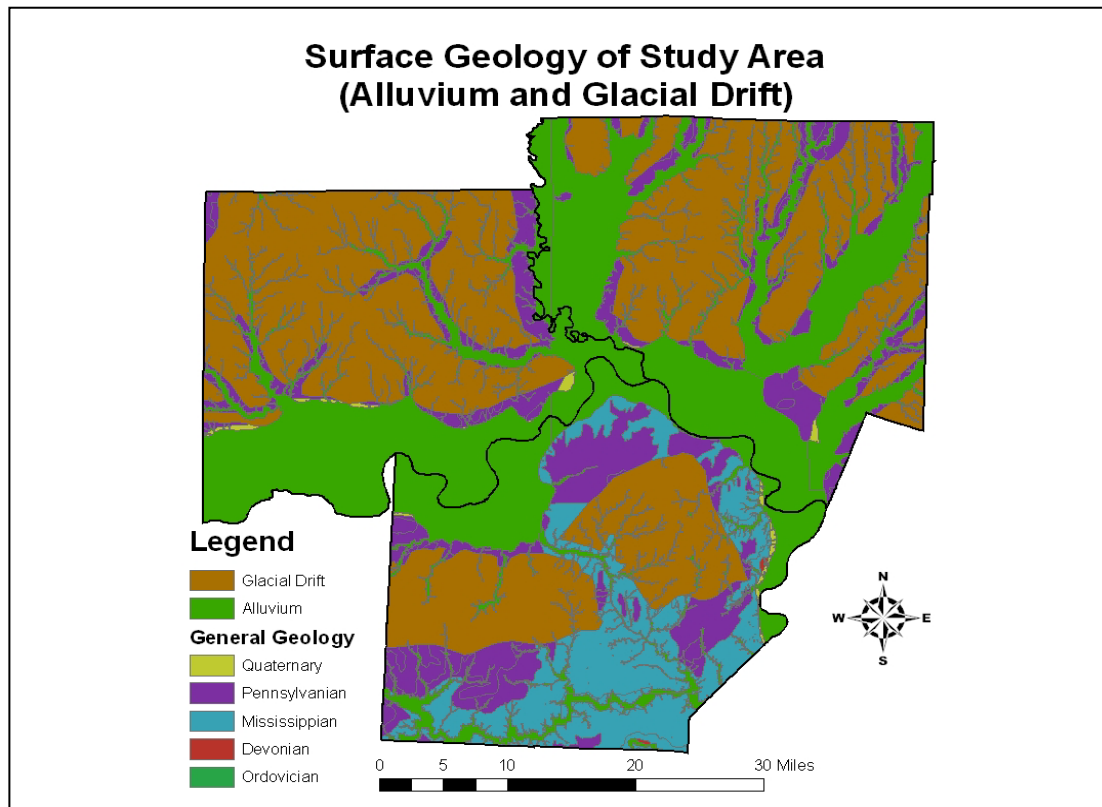 Surface Geology of Study Area
(Alluvium and Glacial Drift)
Legend
Glacial Drift
Alluvium
General Geology
Quaternary
Pennsylvanian
Mississippian
Devonian
Ordovician
N
W E
S
0 5 10 20 30 Miles